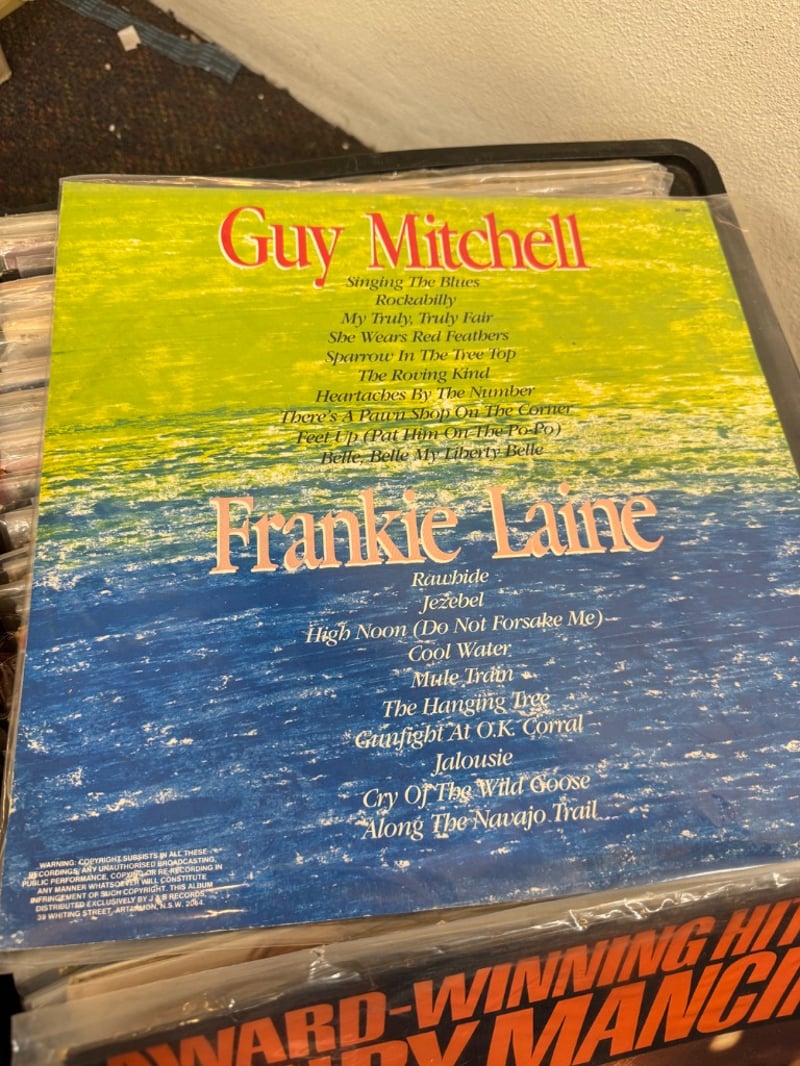 Guy Mitchell
Singing The Blues
Rockabilly
My Truly, Truly Fair
She Wears Red Feathers
Sparrow In The Tree Top
The Roving Kind
Heartaches By The Number
There's A Pawn Shop On The Corner
Feet Up (Pat Him On The Po-Po)
Belle, Belle My Liberty Belle
Frankie Laine
Rawhide
Jezebel
High Noon (Do Not Forsake Me)
Cool Water
Mule Train
The Hanging Tree
Gunfight At O.K. Corral
Jalousie
Cry Of The Wild Goose
Along The Navajo Trail
WARNING: COPYRIGHT SUBSISTS IN ALL THESE
RECORDINGS, ANY UNAUTHORISED BROADCASTING,
PUBLIC PERFORMANCE, COPYING OR RE-RECORDING IN
ANY MANNER WHATSOEVER WILL CONSTITUTE
INFRINGEMENT OF SUCH COPYRIGHT. THIS ALBUM
DISTRIBUTED EXCLUSIVELY BY J & B RECORDS,
39 WHITING STREET, ARTARMON, N.S.W. 2064.
AWARD-WINNING HIT
MANCI